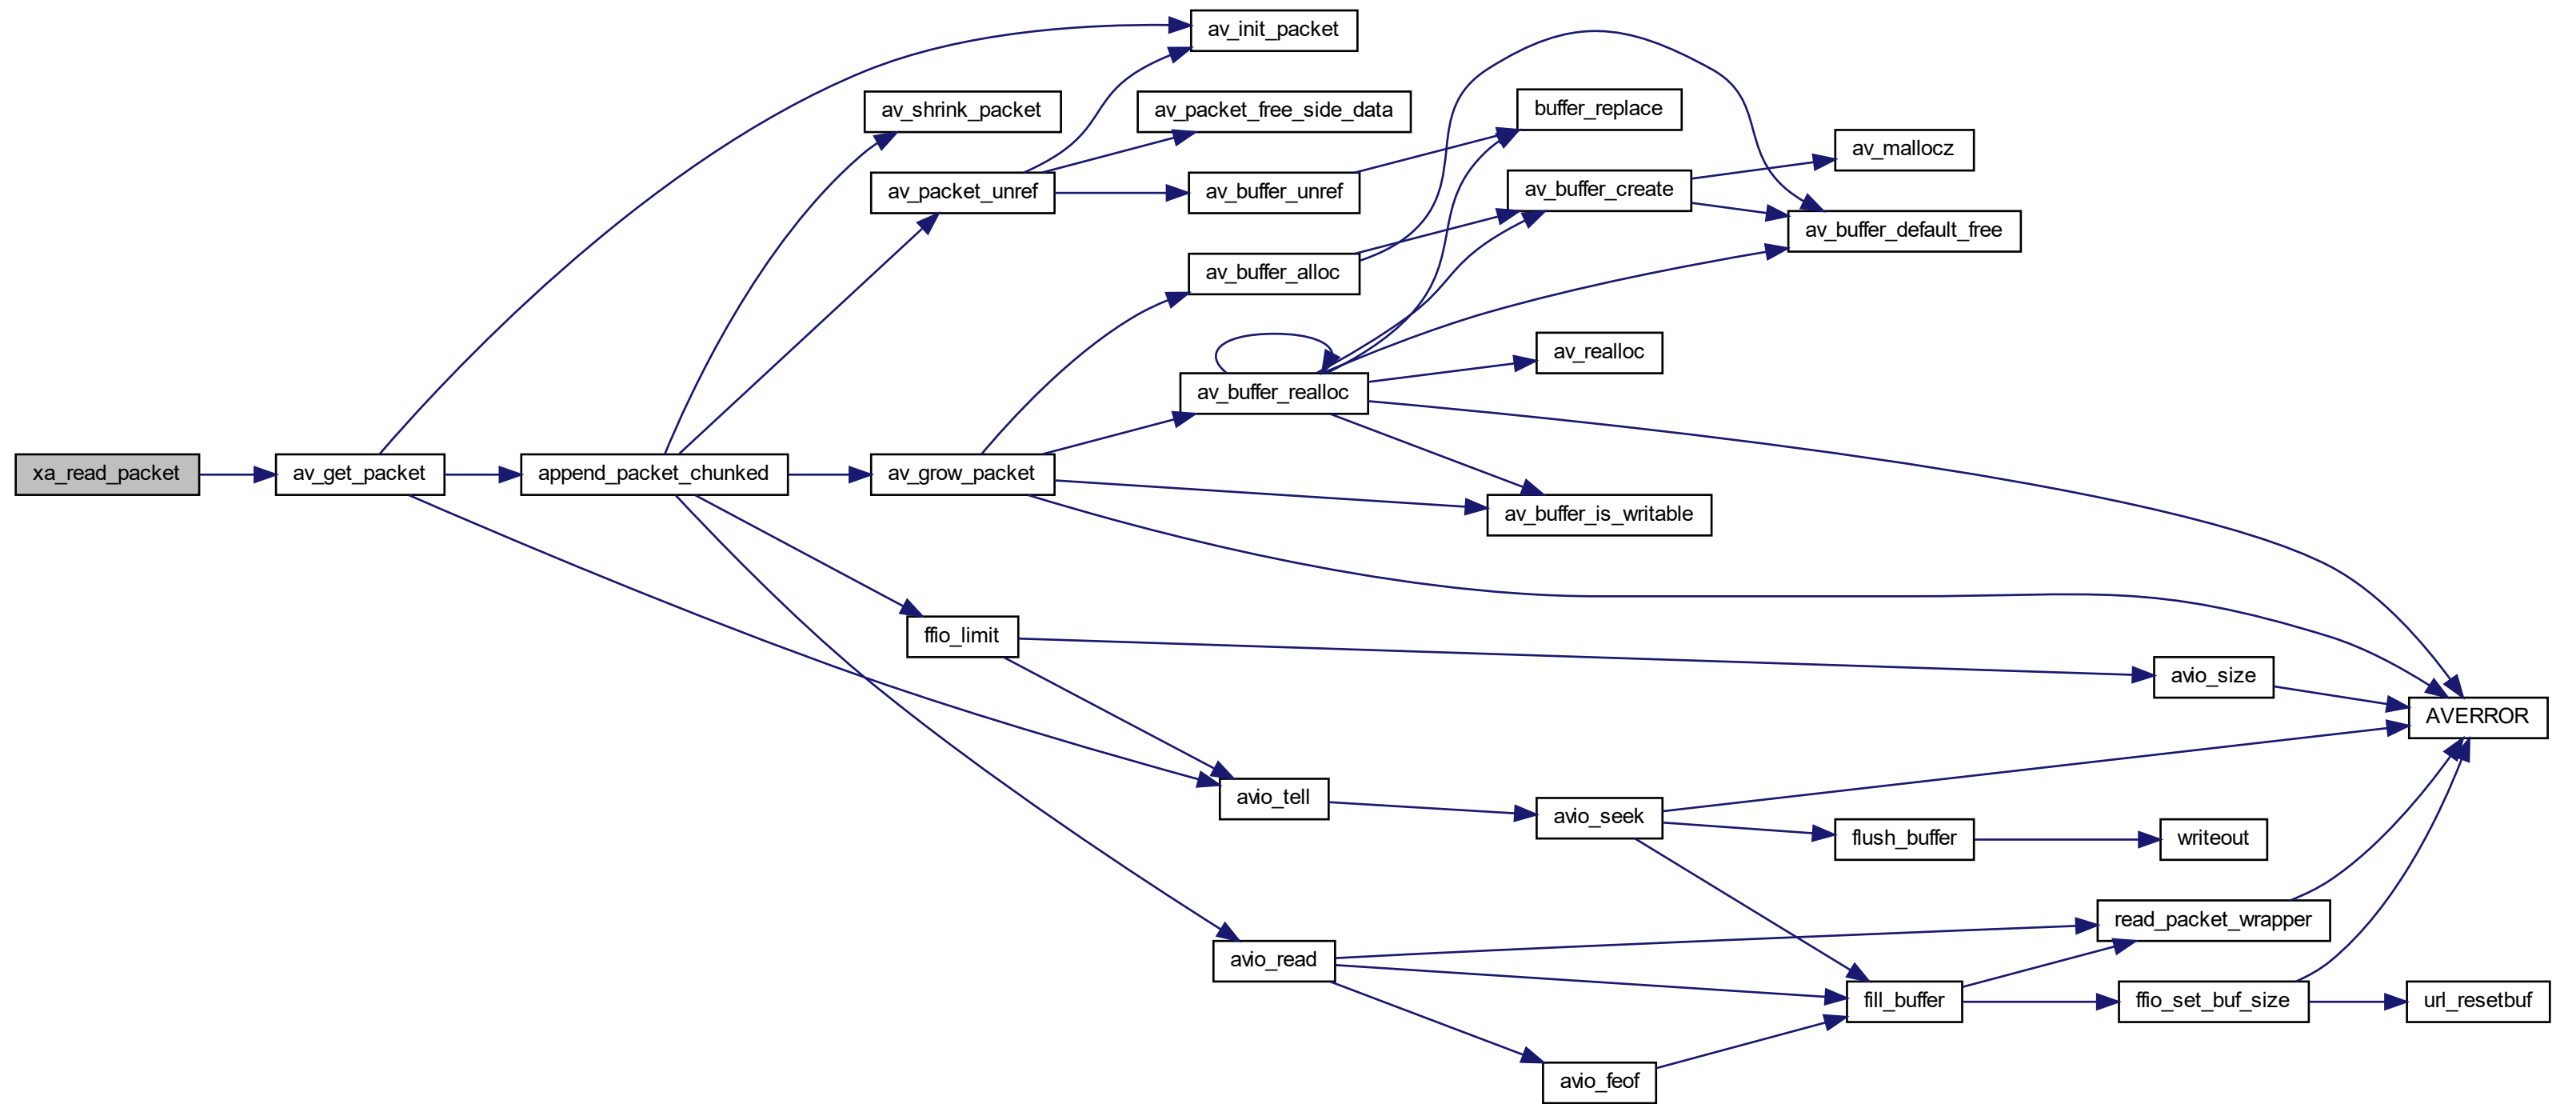 av_init_packet
av_shrink_packet
av_packet_free_side_data
buffer_replace
av_mallocz
av_packet_unref
av_buffer_unref
av_buffer_create
av_buffer_default_free
av_buffer_alloc
av_realloc
av_buffer_realloc
xa_read_packet
av_get_packet
append_packet_chunked
av_grow_packet
av_buffer_is_writable
ffio_limit
avio_size
AVERROR
avio_tell
avio_seek
flush_buffer
writeout
read_packet_wrapper
avio_read
fill_buffer
ffio_set_buf_size
url_resetbuf
avio_feof